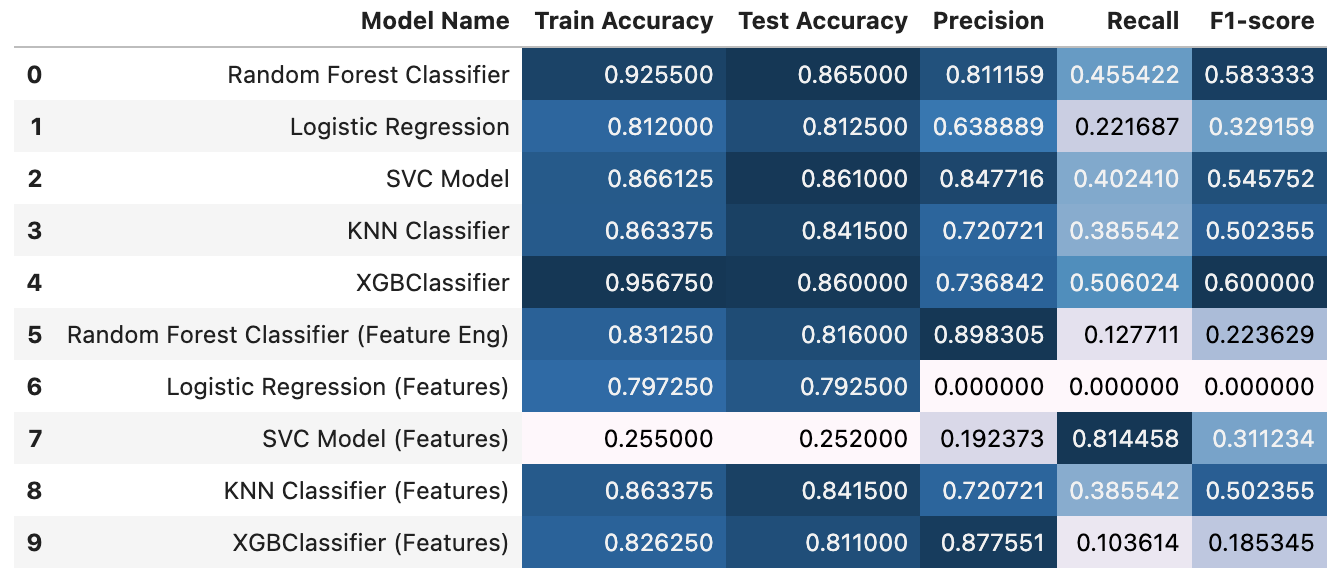 Model Name Train Accuracy Test Accuracy Precision Recall F1-score
0 Random Forest Classifier 0.925500 0.865000 0.811159 0.455422 0.583333
1 Logistic Regression 0.812000 0.812500 0.638889 0.221687 0.329159
2 SVC Model 0.866125 0.861000 0.847716 0.402410 0.545752
3 KNN Classifier 0.863375 0.841500 0.720721 0.385542 0.502355
4 XGBClassifier 0.956750 0.860000 0.736842 0.506024 0.600000
5 Random Forest Classifier (Feature Eng) 0.831250 0.816000 0.898305 0.127711 0.223629
6 Logistic Regression (Features) 0.797250 0.792500 0.000000 0.000000 0.000000
7 SVC Model (Features) 0.255000 0.252000 0.192373 0.814458 0.311234
8 KNN Classifier (Features) 0.863375 0.841500 0.720721 0.385542 0.502355
9 XGBClassifier (Features) 0.826250 0.811000 0.877551 0.103614 0.185345